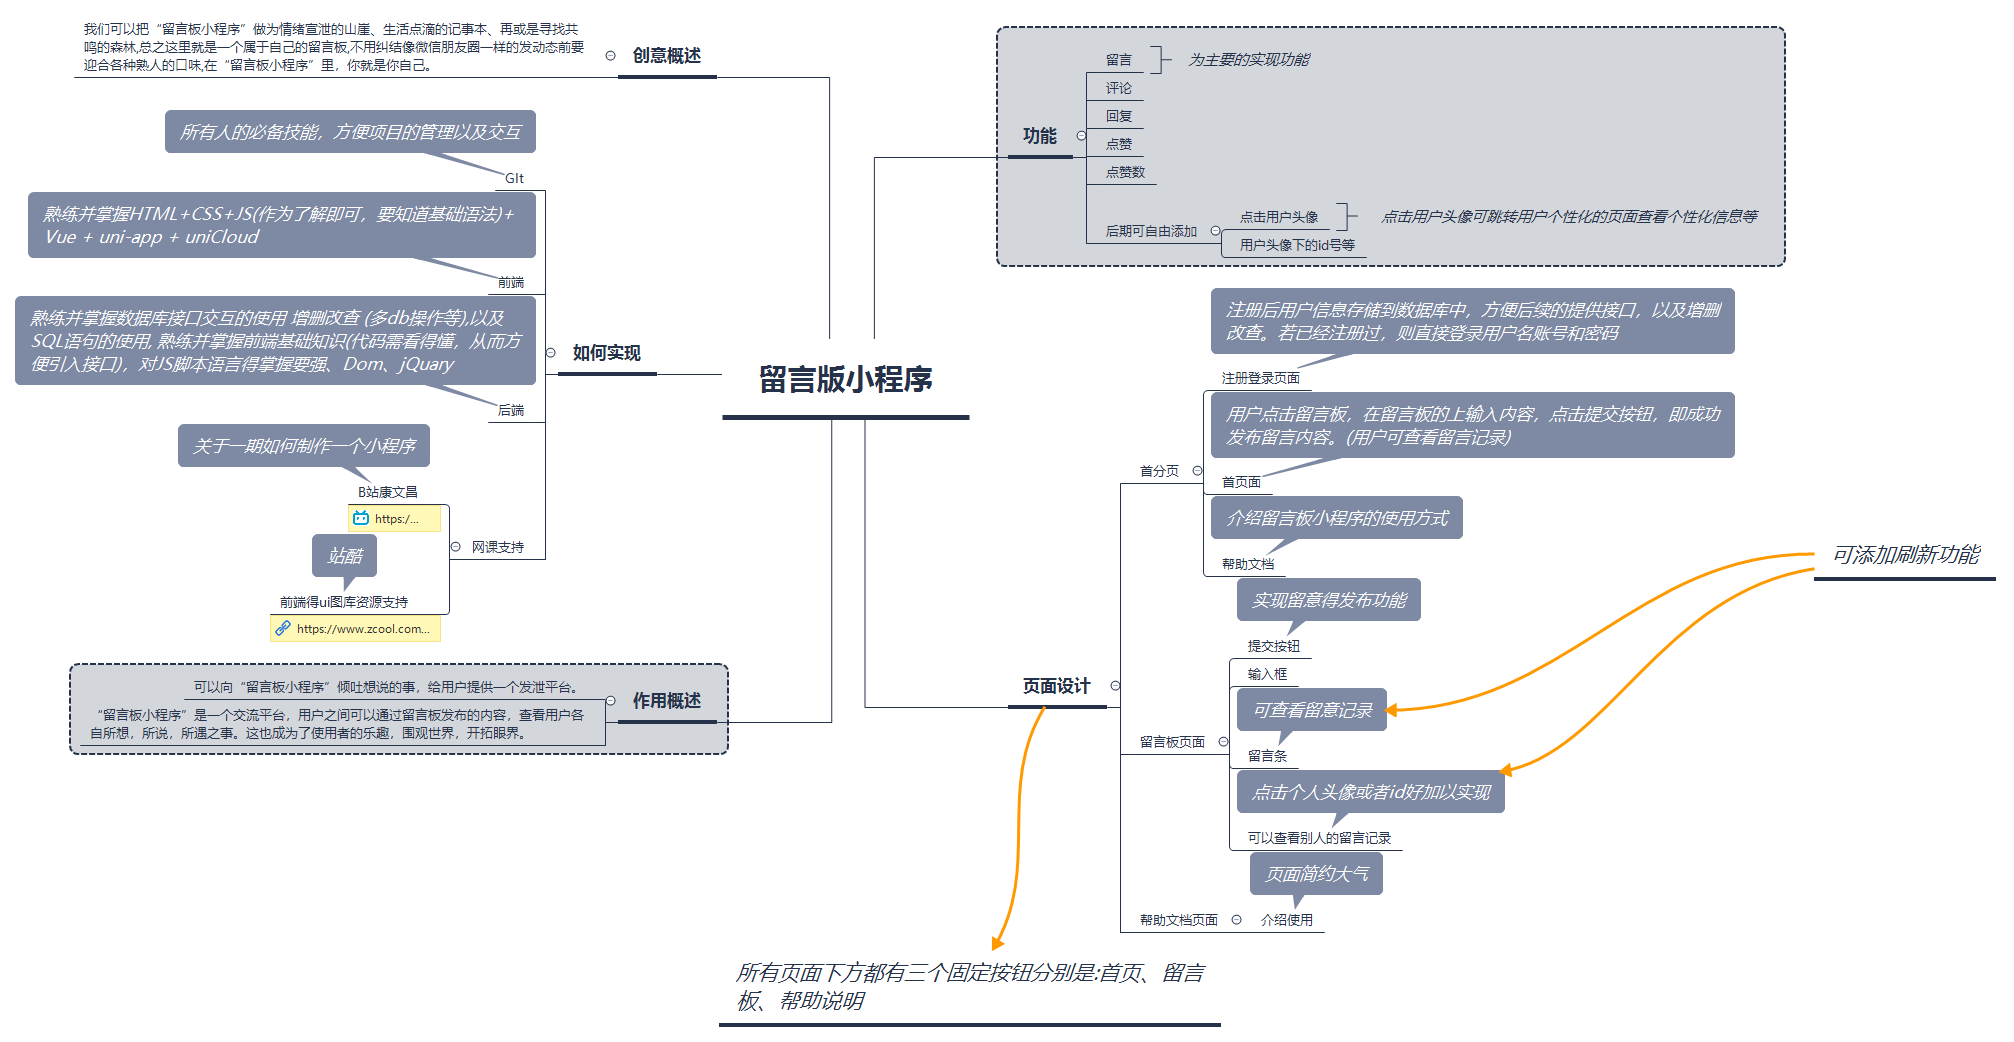 我们可以把“留言板小程序”做为情绪宣泄的山崖、生活点滴的记事本、再或是寻找共
鸣的森林,总之这里就是一个属于自己的留言板,不用纠结像微信朋友圈一样的发动态前要
迎合各种熟人的口味,在“留言板小程序”里，你就是你自己。
创意概述
所有人的必备技能，方便项目的管理以及交互
GIt
熟练并掌握HTML+CSS+JS(作为了解即可，要知道基础语法)+
Vue + uni-app + uniCloud
前端
熟练并掌握数据库接口交互的使用 增删改查 (多db操作等),以及
SQL语句的使用, 熟练并掌握前端基础知识(代码需看得懂，从而方
便引入接口)，对JS脚本语言得掌握要强、Dom、jQuary
后端
如何实现
关于一期如何制作一个小程序
B站康文昌
https:/...
站酷
网课支持
前端得ui图库资源支持
https://www.zcool.com...
可以向“留言板小程序”倾吐想说的事，给用户提供一个发泄平台。
“留言板小程序”是一个交流平台，用户之间可以通过留言板发布的内容，查看用户各
自所想，所说，所遇之事。这也成为了使用者的乐趣，围观世界，开拓眼界。
作用概述
留言版小程序
功能
留言
为主要的实现功能
评论
回复
点赞
点赞数
后期可自由添加
点击用户头像
点击用户头像可跳转用户个性化的页面查看个性化信息等
用户头像下的id号等
页面设计
首分页
注册后用户信息存储到数据库中，方便后续的提供接口，以及增删
改查。若已经注册过，则直接登录用户名账号和密码
注册登录页面
用户点击留言板，在留言板的上输入内容，点击提交按钮，即成功
发布留言内容。(用户可查看留言记录)
首页面
介绍留言板小程序的使用方式
帮助文档
留言板页面
实现留意得发布功能
提交按钮
输入框
可查看留意记录
留言条
点击个人头像或者id好加以实现
可以查看别人的留言记录
页面简约大气
帮助文档页面
介绍使用
可添加刷新功能
所有页面下方都有三个固定按钮分别是:首页、留言
板、帮助说明